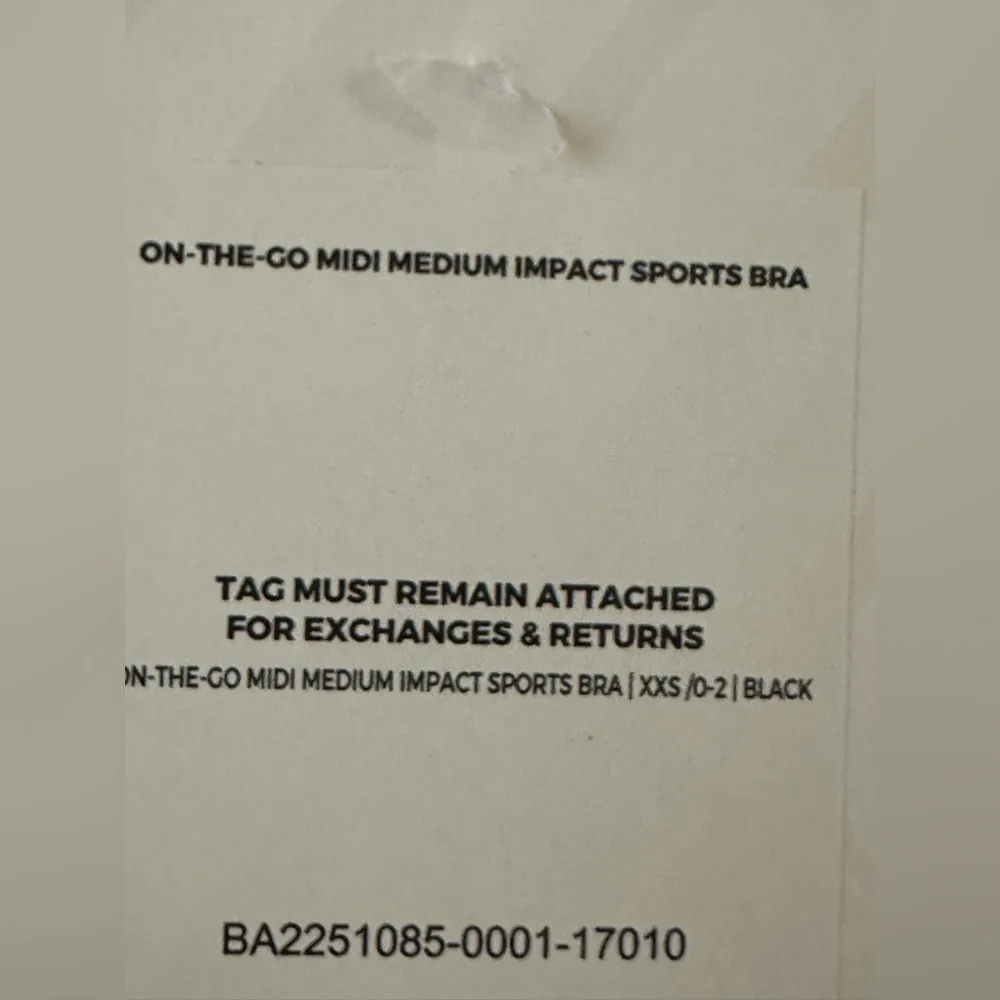 ON-THE-GO MIDI MEDIUM IMPACT SPORTS BRA
TAG MUST REMAIN ATTACHED
FOR EXCHANGES & RETURNS
ON-THE-GO MIDI MEDIUM IMPACT SPORTS BRA | XXS /0-2 | BLACK
BA2251085-0001-17010